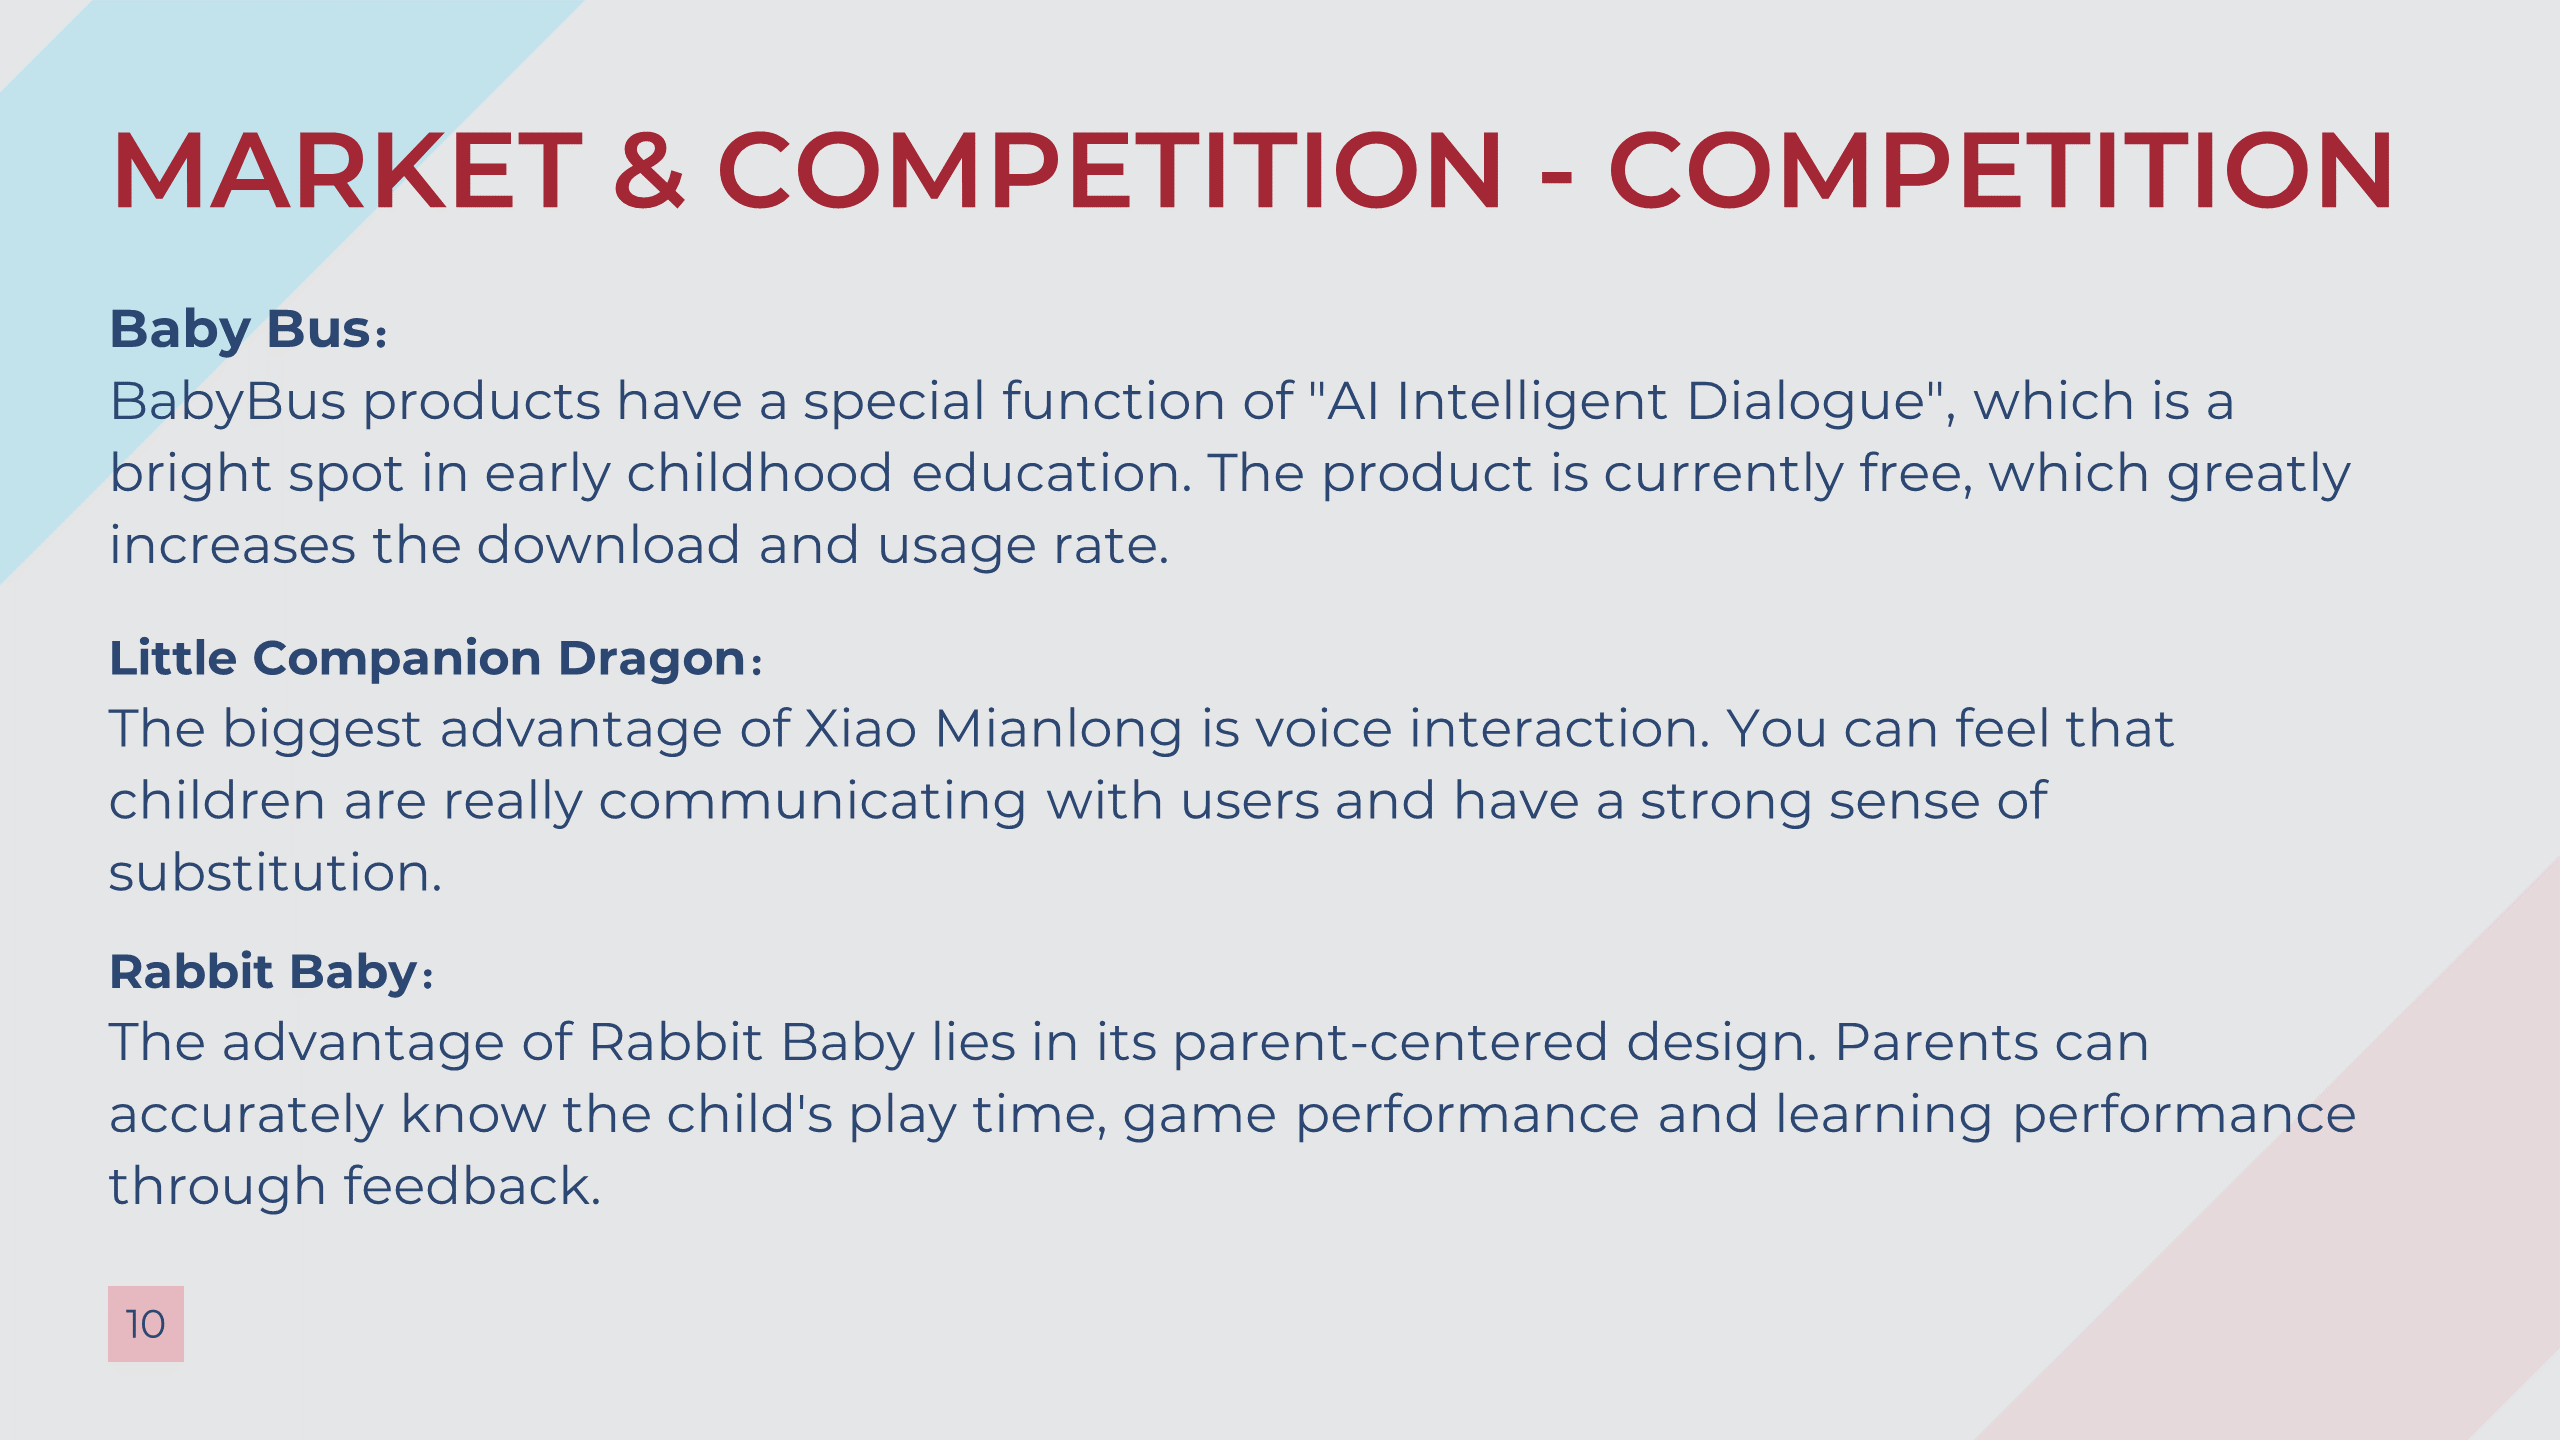 MARKET & COMPETITION - COMPETITION
Baby Bus：
BabyBus products have a special function of "AI Intelligent Dialogue", which is a
bright spot in early childhood education. The product is currently free, which greatly
increases the download and usage rate.
Little Companion Dragon：
The biggest advantage of Xiao Mianlong is voice interaction. You can feel that
children are really communicating with users and have a strong sense of
substitution.
Rabbit Baby：
The advantage of Rabbit Baby lies in its parent-centered design. Parents can
accurately know the child's play time, game performance and learning performance
through feedback.
10